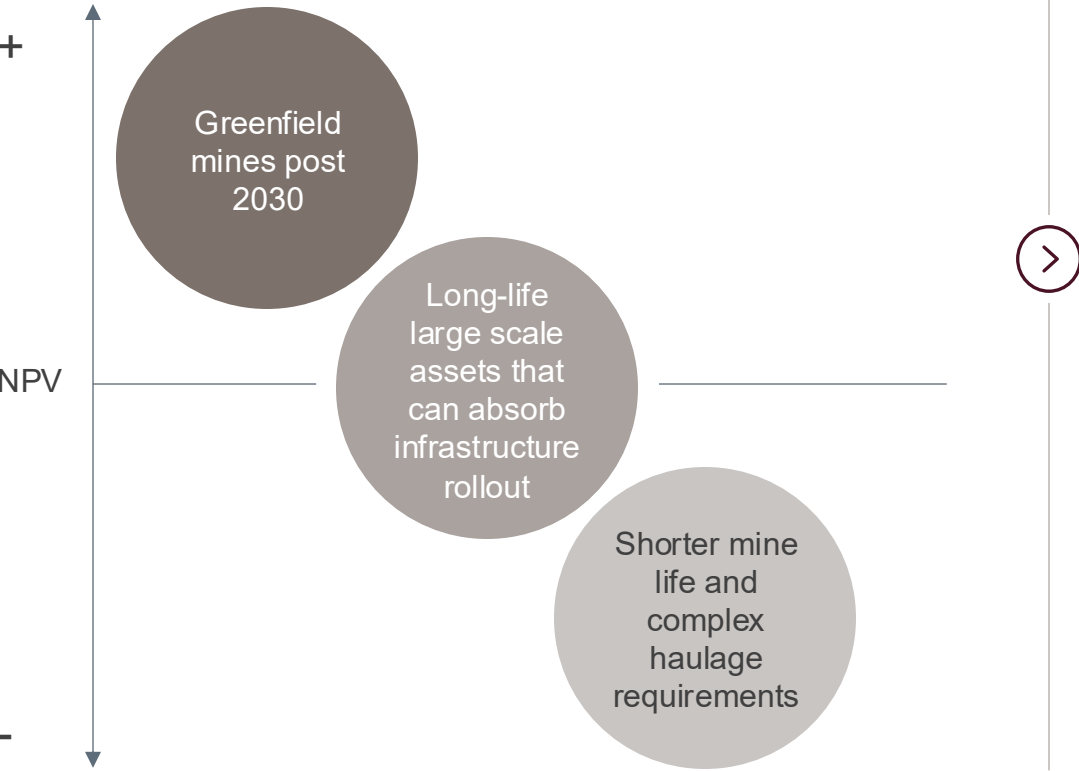 +
Greenfield
mines post
2030
Long-life
large scale
assets that
can absorb
infrastructure
rollout
NPV
Shorter mine
life and
complex
haulage
requirements
-